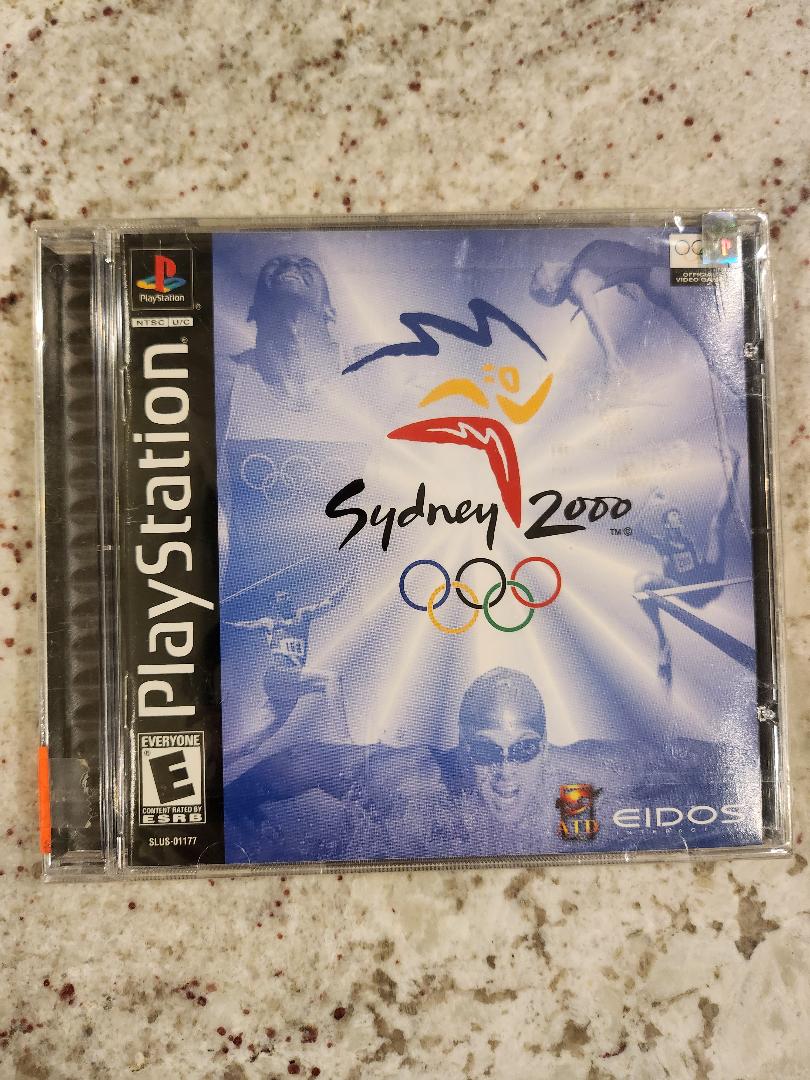 PlayStation
NTSC U/C
PlayStation
OFFICIAL
VIDEO GAME
Sydney 2000
TM ©
EVERYONE
E
CONTENT RATED BY
ESRB
SLUS-01177
ATD
EIDOS